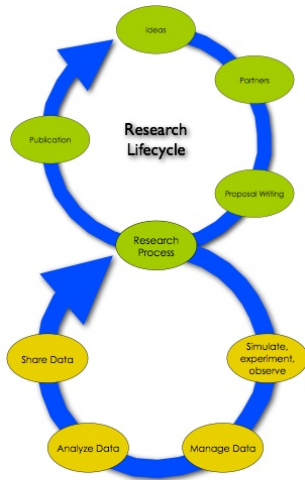 Ideas
Partners
Research
Lifecycle
Publication
Proposal Writing
Research
Process
Simulate,
experiment,
observe
Share Data
Analyze Data
Manage Data